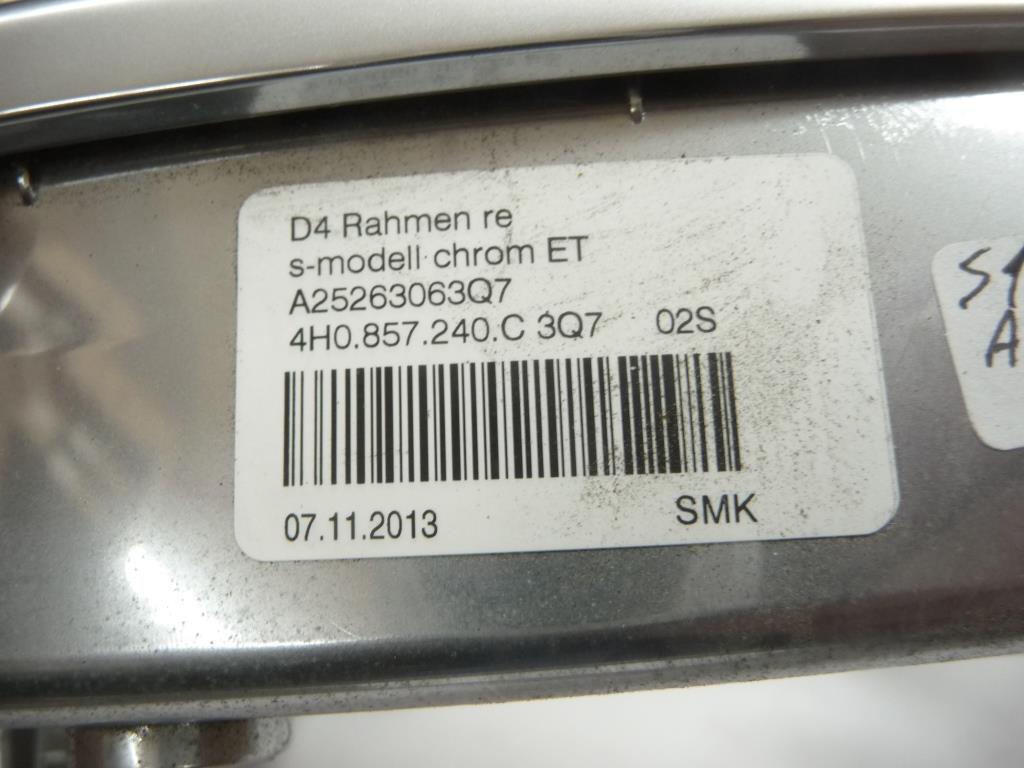 D4 Rahmen re
s-modell chrom ET
A25263063Q7
4H0.857.240.C 3Q7 02S
07.11.2013 SMK